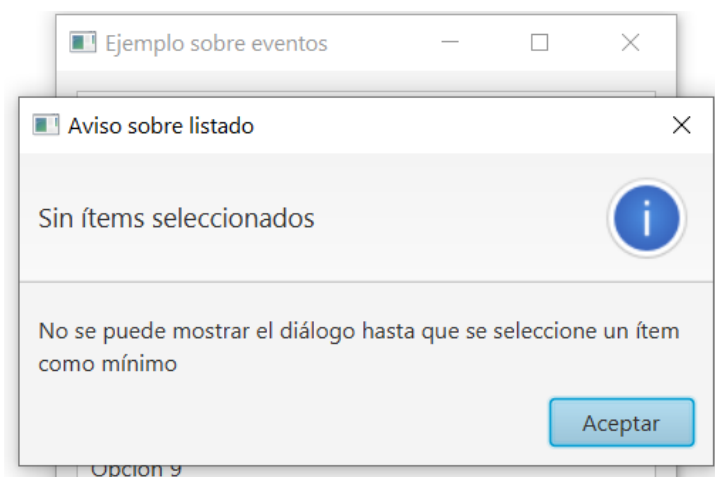 Ejemplo sobre eventos
Aviso sobre listado
Sin ítems seleccionados
No se puede mostrar el diálogo hasta que se seleccione un ítem
como mínimo
Aceptar
Opción 9